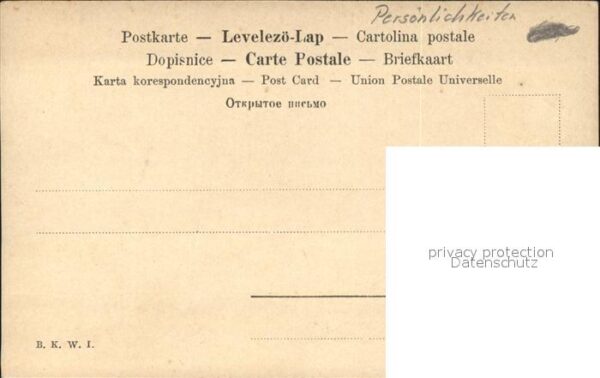 Persönlichkeiten
Postkarte — Levelezö-Lap — Cartolina postale
Dopisnice — Carte Postale — Briefkaart
Karta korespondencyjna — Post Card — Union Postale Universelle
Открытое письмо
privacy protection
Datenschutz
B. K. W. I.